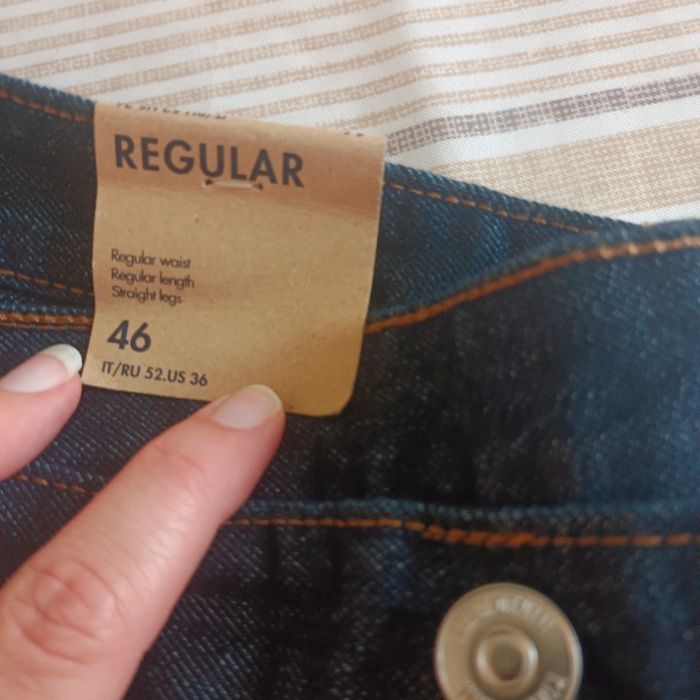 REGULAR
Regular waist
Regular length
Straight legs
46
IT/RU 52.US 36